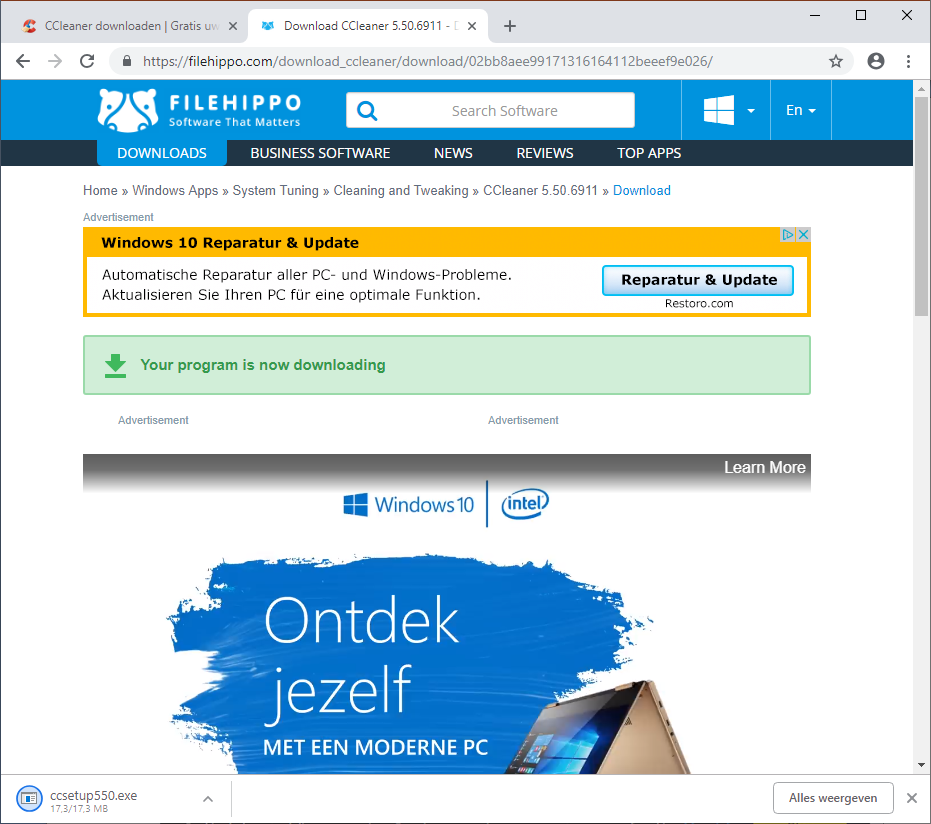 CCleaner downloaden | Gratis uw
Download CCleaner 5.50.6911 - D
https://filehippo.com/download_ccleaner/download/02bb8aee99171316164112beeef9e026/
FILEHIPPO
Software That Matters
Search Software
En
DOWNLOADS BUSINESS SOFTWARE NEWS REVIEWS TOP APPS
Home » Windows Apps » System Tuning » Cleaning and Tweaking » CCleaner 5.50.6911 » Download
Advertisement
Windows 10 Reparatur & Update
Automatische Reparatur aller PC- und Windows-Probleme.
Aktualisieren Sie Ihren PC für eine optimale Funktion.
Reparatur & Update
Restoro.com
Your program is now downloading
Advertisement Advertisement
Learn More
Windows 10 intel
Ontdek
jezelf
MET EEN MODERNE PC
ccsetup550.exe
17,3/17,3 MB
Alles weergeven